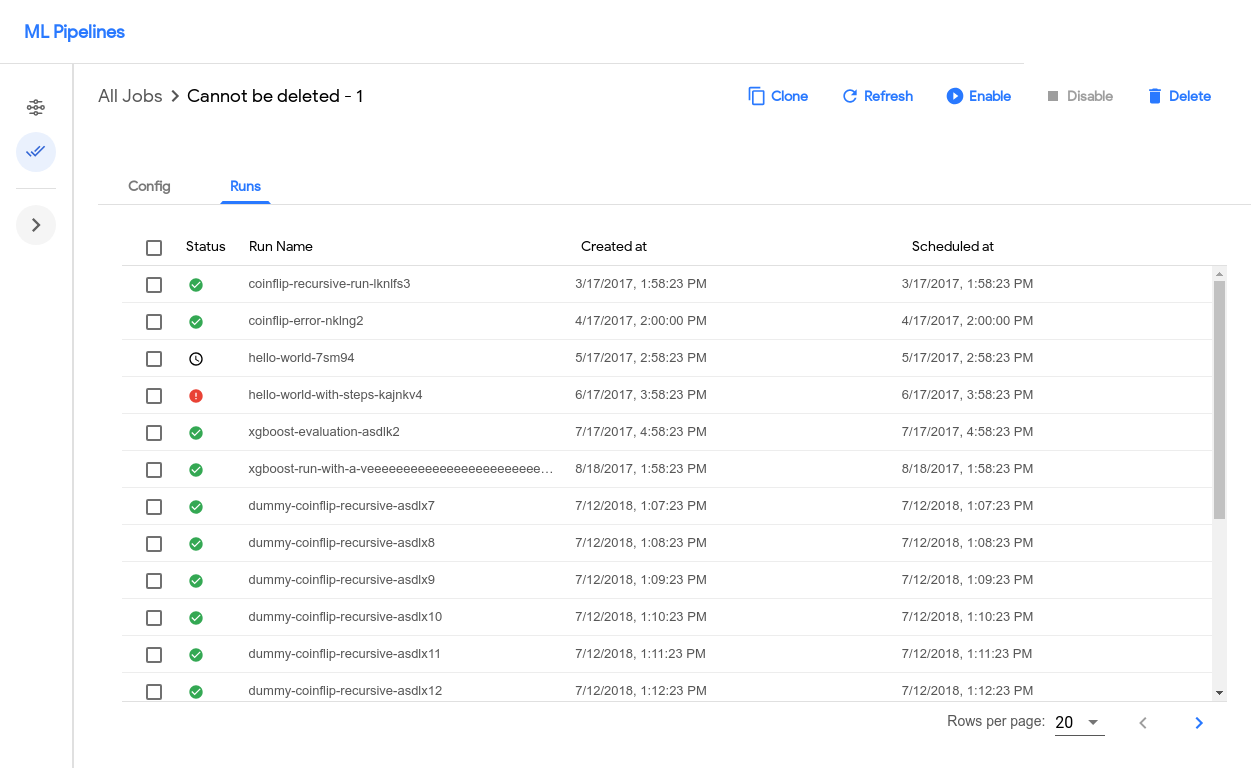 ML Pipelines
All Jobs Cannot be deleted - 1 Clone Refresh Enable Disable Delete
Config Runs
Status Run Name Created at Scheduled at
coinflip-recursive-run-lknlfs3 3/17/2017, 1:58:23 PM 3/17/2017, 1:58:23 PM
coinflip-error-nklng2 4/17/2017, 2:00:00 PM 4/17/2017, 2:00:00 PM
hello-world-7sm94 5/17/2017, 2:58:23 PM 5/17/2017, 2:58:23 PM
hello-world-with-steps-kajnkv4 6/17/2017, 3:58:23 PM 6/17/2017, 3:58:23 PM
xgboost-evaluation-asdlk2 7/17/2017, 4:58:23 PM 7/17/2017, 4:58:23 PM
xgboost-run-with-a-veeeeeeeeeeeeeeeeeeeeeeee… 8/18/2017, 1:58:23 PM 8/18/2017, 1:58:23 PM
dummy-coinflip-recursive-asdlx7 7/12/2018, 1:07:23 PM 7/12/2018, 1:07:23 PM
dummy-coinflip-recursive-asdlx8 7/12/2018, 1:08:23 PM 7/12/2018, 1:08:23 PM
dummy-coinflip-recursive-asdlx9 7/12/2018, 1:09:23 PM 7/12/2018, 1:09:23 PM
dummy-coinflip-recursive-asdlx10 7/12/2018, 1:10:23 PM 7/12/2018, 1:10:23 PM
dummy-coinflip-recursive-asdlx11 7/12/2018, 1:11:23 PM 7/12/2018, 1:11:23 PM
dummy-coinflip-recursive-asdlx12 7/12/2018, 1:12:23 PM 7/12/2018, 1:12:23 PM
Rows per page: 20